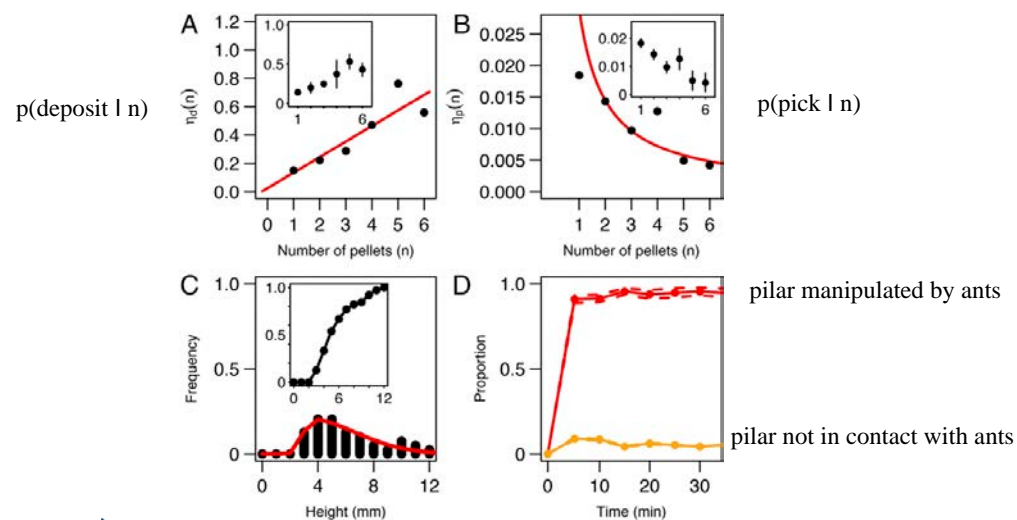 A
1.2
1.0
0.8
0.6
0.4
0.2
0.0
ηd(n)
1.0
0.5
0
1
6
0 1 2 3 4 5 6
Number of pellets (n)
p(deposit l n)
B
0.025
0.020
0.015
0.010
0.005
0.000
ηp(n)
0.02
0.01
0
1
6
1 2 3 4 5 6
Number of pellets (n)
p(pick l n)
C
1.0
0.5
0
Frequency
1.0
0.5
0
0 6 12
0 4 8 12
Height (mm)
D
1.0
0.5
0
Proportion
0 10 20 30
Time (min)
pilar manipulated by ants
pilar not in contact with ants